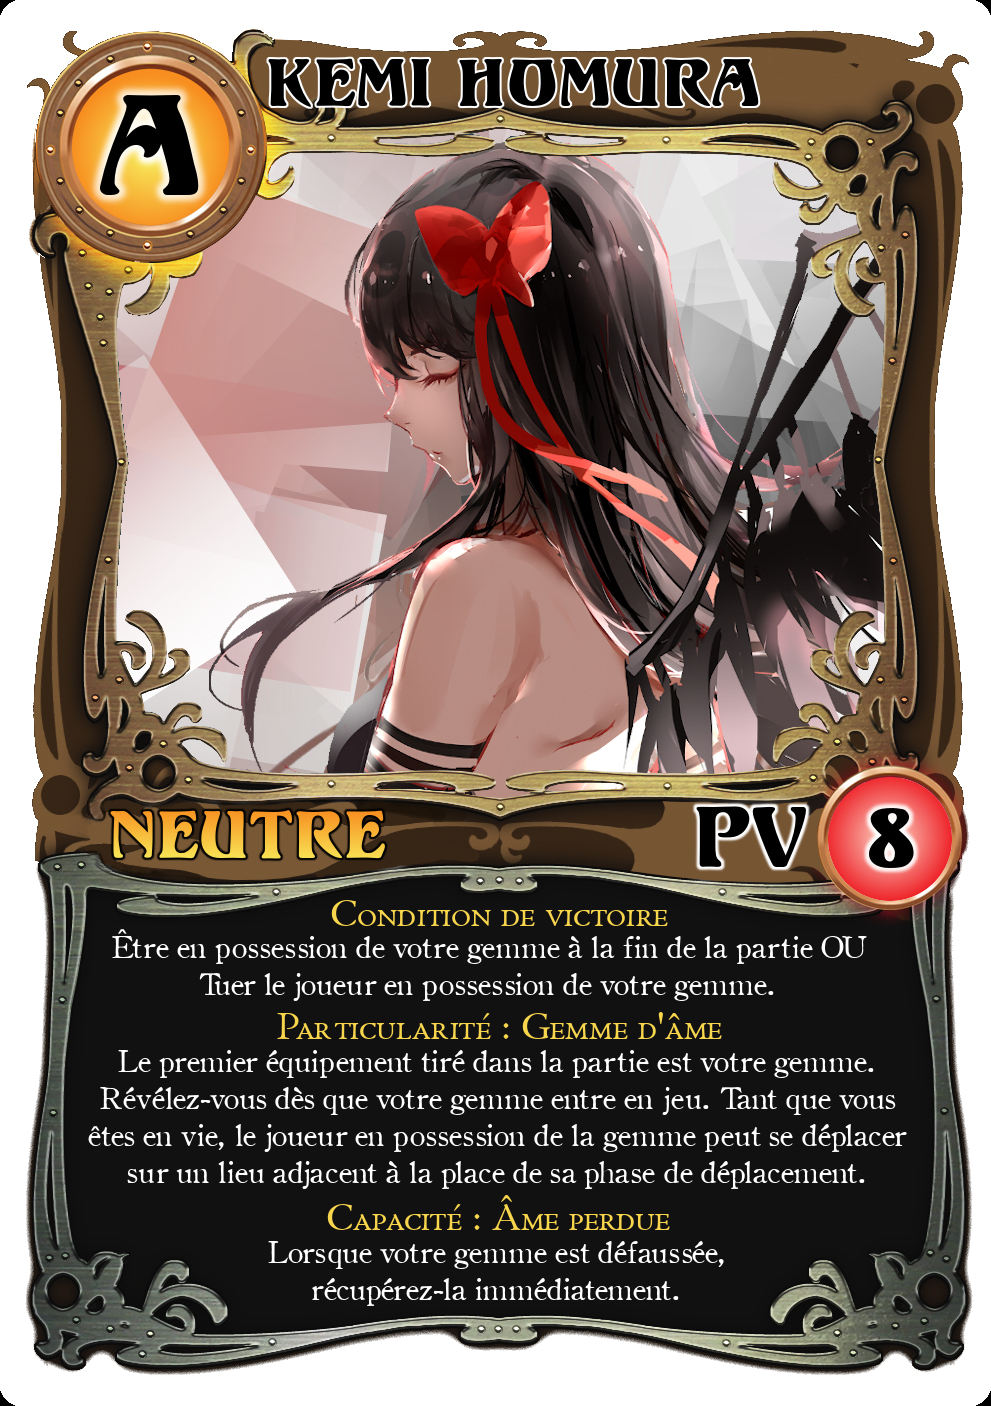 A
KEMI HOMURA
NEUTRE
PV 8
CONDITION DE VICTOIRE
Être en possession de votre gemme à la fin de la partie OU
Tuer le joueur en possession de votre gemme.
PARTICULARITÉ : GEMME D'ÂME
Le premier équipement tiré dans la partie est votre gemme.
Révélez-vous dès que votre gemme entre en jeu. Tant que vous
êtes en vie, le joueur en possession de la gemme peut se déplacer
sur un lieu adjacent à la place de sa phase de déplacement.
CAPACITÉ : ÂME PERDUE
Lorsque votre gemme est défaussée,
récupérez-la immédiatement.